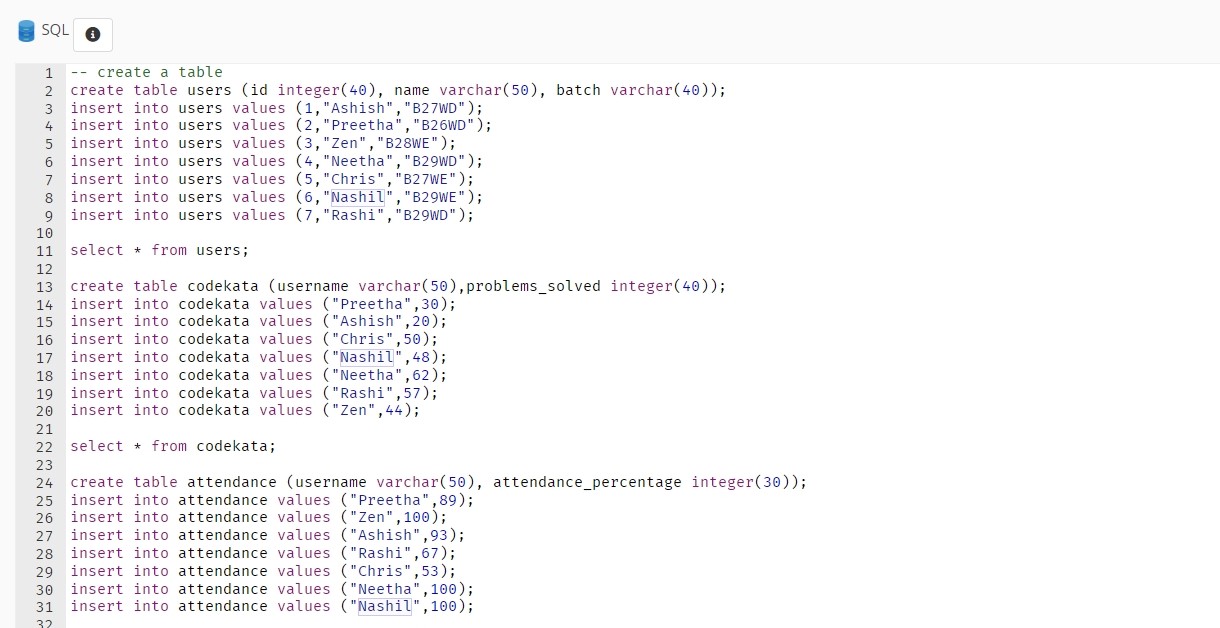 SQL
1 -- create a table
2 create table users (id integer(40), name varchar(50), batch varchar(40));
3 insert into users values (1,"Ashish","B27WD");
4 insert into users values (2,"Preetha","B26WD");
5 insert into users values (3,"Zen","B28WE");
6 insert into users values (4,"Neetha","B29WD");
7 insert into users values (5,"Chris","B27WE");
8 insert into users values (6,"Nashil","B29WE");
9 insert into users values (7,"Rashi","B29WD");
10
11 select * from users;
12
13 create table codekata (username varchar(50),problems_solved integer(40));
14 insert into codekata values ("Preetha",30);
15 insert into codekata values ("Ashish",20);
16 insert into codekata values ("Chris",50);
17 insert into codekata values ("Nashil",48);
18 insert into codekata values ("Neetha",62);
19 insert into codekata values ("Rashi",57);
20 insert into codekata values ("Zen",44);
21
22 select * from codekata;
23
24 create table attendance (username varchar(50), attendance_percentage integer(30));
25 insert into attendance values ("Preetha",89);
26 insert into attendance values ("Zen",100);
27 insert into attendance values ("Ashish",93);
28 insert into attendance values ("Rashi",67);
29 insert into attendance values ("Chris",53);
30 insert into attendance values ("Neetha",100);
31 insert into attendance values ("Nashil",100);
32